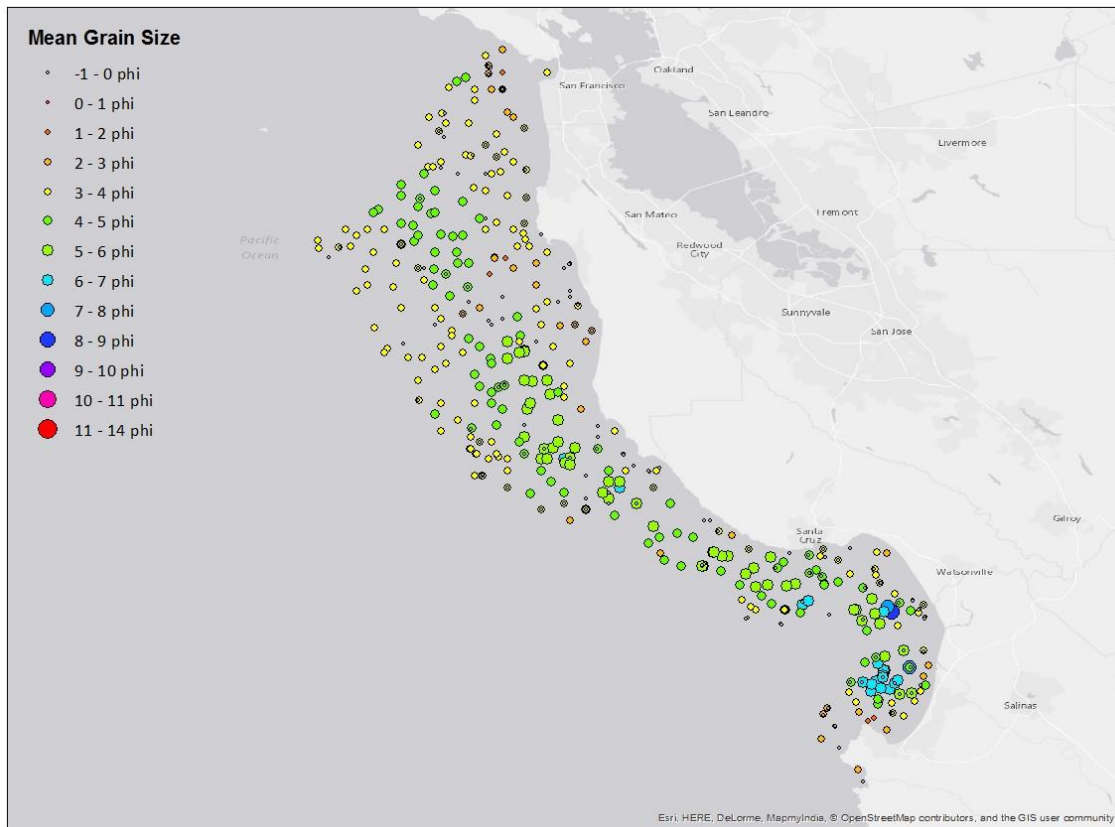 Mean Grain Size
-1 - 0 phi
0 - 1 phi
1 - 2 phi
2 - 3 phi
3 - 4 phi
4 - 5 phi
5 - 6 phi
6 - 7 phi
7 - 8 phi
8 - 9 phi
9 - 10 phi
10 - 11 phi
11 - 14 phi
Oakland
San Francisco
San Leandro
Livermore
San Mateo
Fremont
Pacific
Ocean
Redwood
City
Sunnyvale
San Jose
Gilroy
Santa
Cruz
Watsonville
Salinas
Esri, HERE, DeLorme, MapmyIndia, © OpenStreetMap contributors, and the GIS user community